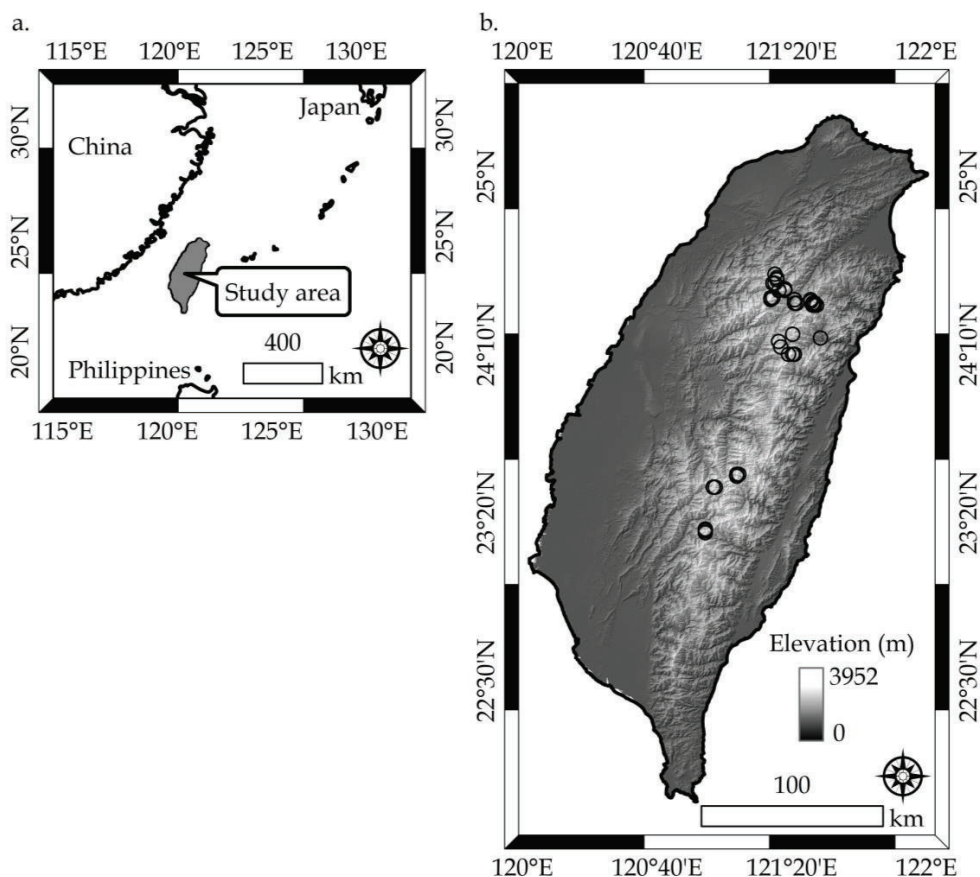 a.
115°E 120°E 125°E 130°E
30°N
25°N
20°N
China
Japan
Study area
400
km
Philippines
30°N
25°N
20°N
115°E 120°E 125°E 130°E
b.
120°E 120°40'E 121°20'E 122°E
25°N
24°10'N
23°20'N
22°30'N
Elevation (m)
3952
0
100
km
25°N
24°10'N
23°20'N
22°30'N
120°E 120°40'E 121°20'E 122°E